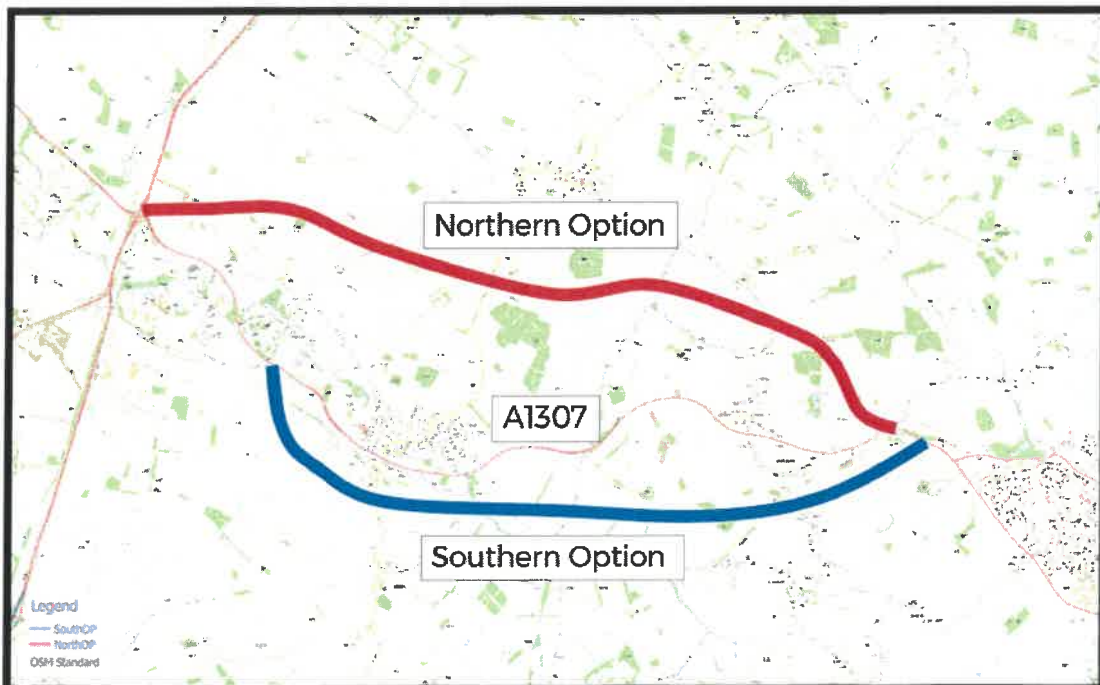 Northern Option
A1307
Southern Option
Legend
SouthOP
NorthOP
OSM Standard